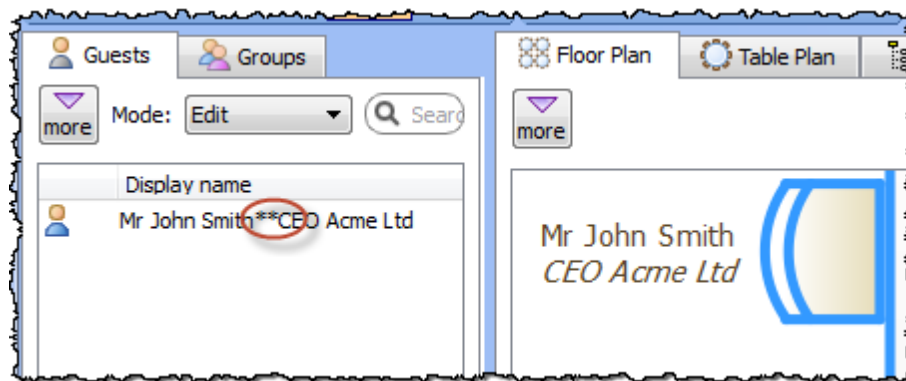 Guests
Groups
Floor Plan
Table Plan
more
Mode:
Edit
more
Display name
Mr John Smith**CEO Acme Ltd
Mr John Smith
CEO Acme Ltd